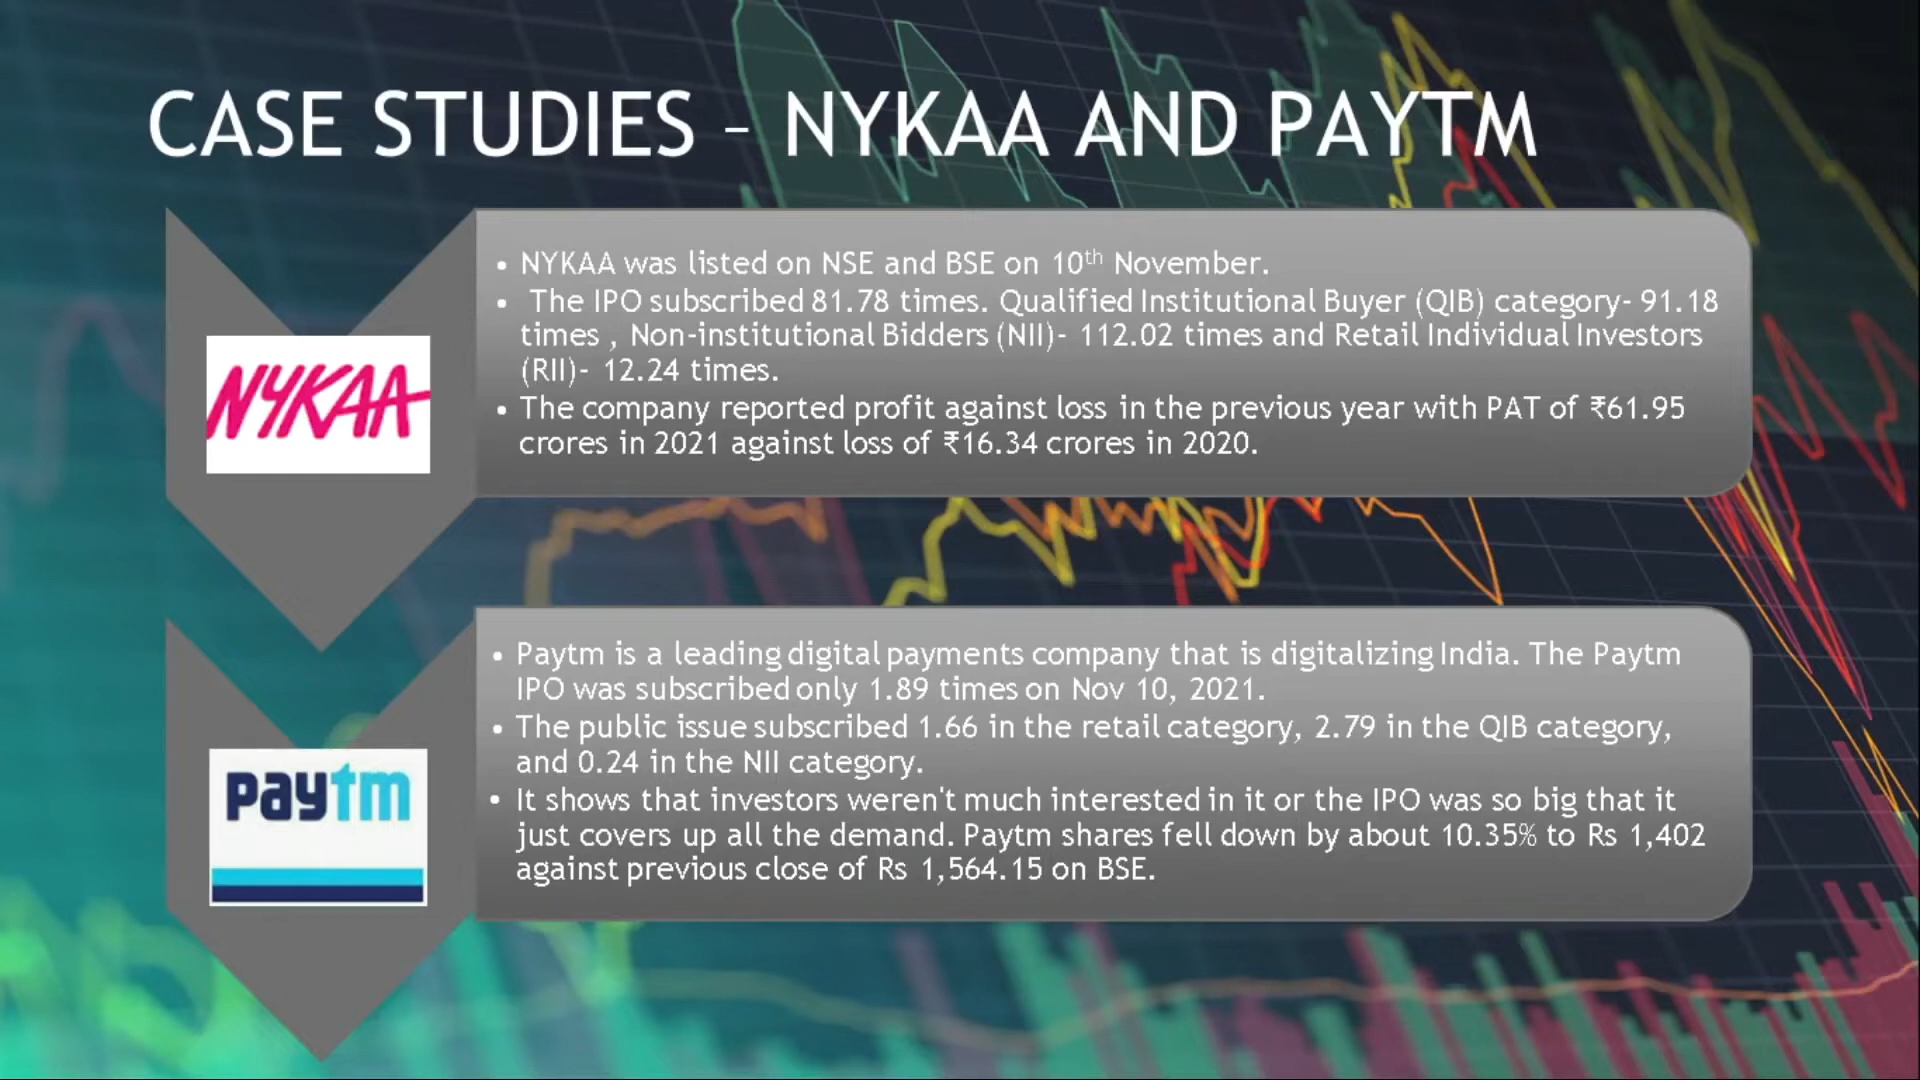 CASE STUDIES – NYKAA AND PAYTM
NYKAA
• NYKAA was listed on NSE and BSE on 10th November.
• The IPO subscribed 81.78 times. Qualified Institutional Buyer (QIB) category- 91.18
times , Non-institutional Bidders (NII)- 112.02 times and Retail Individual Investors
(RII)- 12.24 times.
• The company reported profit against loss in the previous year with PAT of ₹61.95
crores in 2021 against loss of ₹16.34 crores in 2020.
paytm
• Paytm is a leading digital payments company that is digitalizing India. The Paytm
IPO was subscribed only 1.89 times on Nov 10, 2021.
• The public issue subscribed 1.66 in the retail category, 2.79 in the QIB category,
and 0.24 in the NII category.
• It shows that investors weren't much interested in it or the IPO was so big that it
just covers up all the demand. Paytm shares fell down by about 10.35% to Rs 1,402
against previous close of Rs 1,564.15 on BSE.